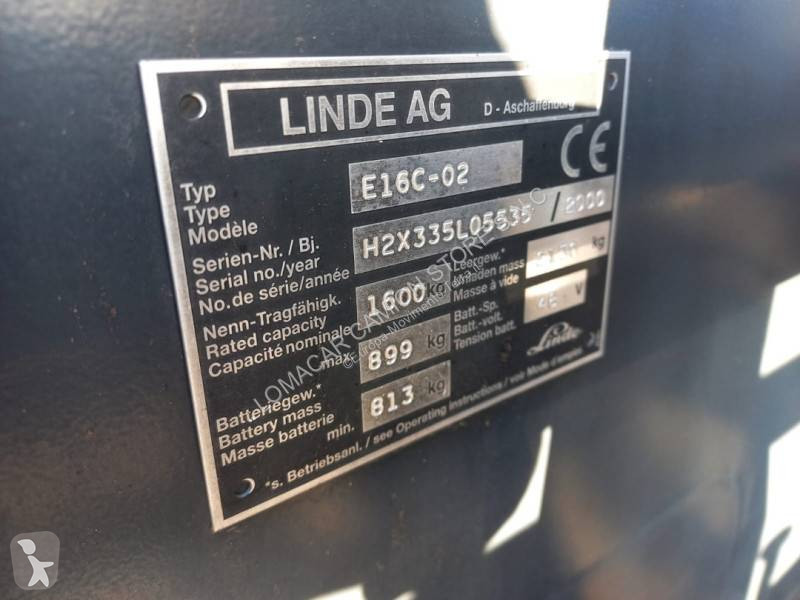 LINDE AG D - Aschaffenburg
CE
Typ
Type
Modèle
E16C-02
Serien-Nr. / Bj.
Serial no./year
No.de série/année
H2X335L05535 / 2000
Nenn-Tragfähigk.
Rated capacity
Capacité nominale
1600 kg
Leergew.*
Unladen mass
Masse à vide
kg
Batteriegew.*
Battery mass
Masse batterie
max. 899 kg
min. 813 kg
Batt.-Sp.
Batt.-volt.
Tension batt.
V
Linde
*s. Betriebsanl. / see Operating instructions / voir Mode d'emploi
LOMACAR CAMION STORE